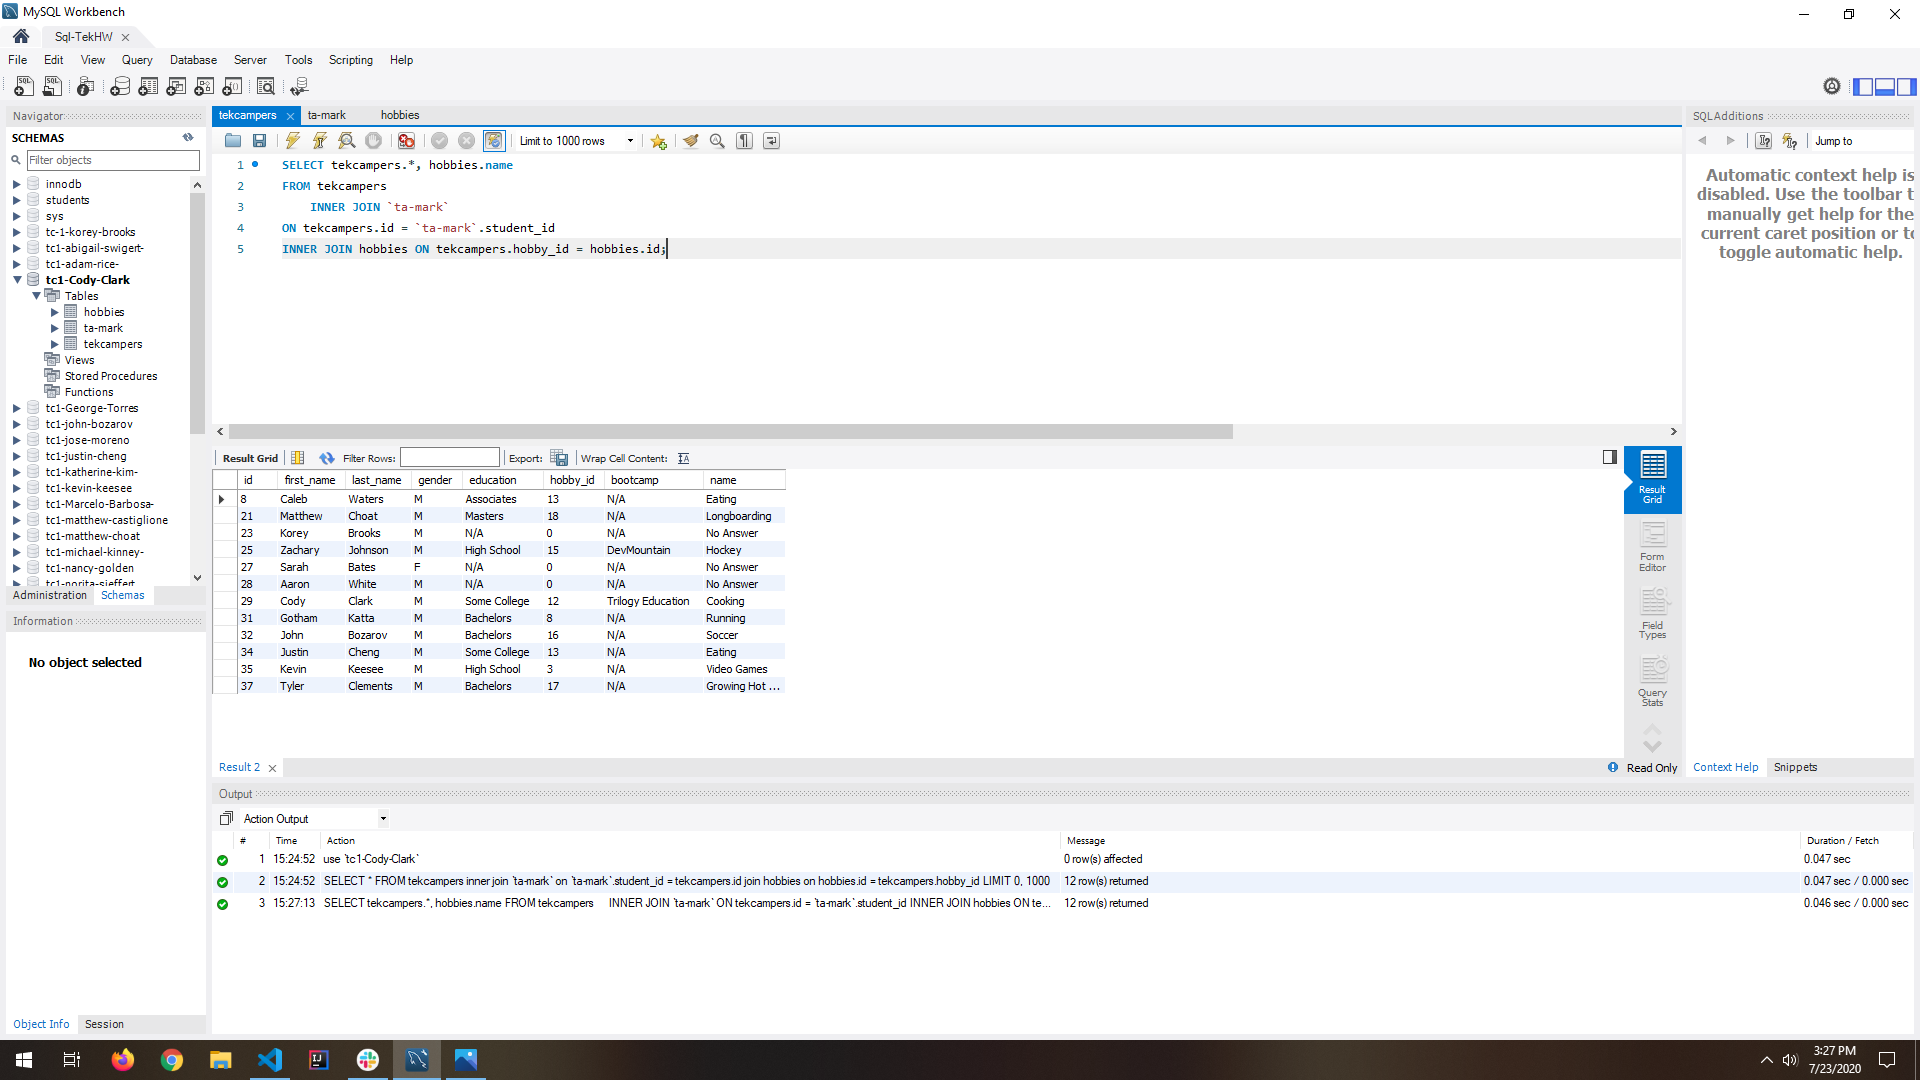 MySQL Workbench
Sql-TekHW
File Edit View Query Database Server Tools Scripting Help
Navigator
SCHEMAS
Filter objects
innodb
students
sys
tc-1-korey-brooks
tc1-abigail-swigert-
tc1-adam-rice-
tc1-Cody-Clark
Tables
hobbies
ta-mark
tekcampers
Views
Stored Procedures
Functions
tc1-George-Torres
tc1-john-bozarov
tc1-jose-moreno
tc1-justin-cheng
tc1-katherine-kim-
tc1-kevin-keesee
tc1-Marcelo-Barbosa-
tc1-matthew-castiglione
tc1-matthew-choat
tc1-michael-kinney-
tc1-nancy-golden
tc1-norita-sieffert
Administration Schemas
Information
No object selected
Object Info Session
tekcampers ta-mark hobbies
Limit to 1000 rows
1 SELECT tekcampers.*, hobbies.name
2 FROM tekcampers
3 INNER JOIN `ta-mark`
4 ON tekcampers.id = `ta-mark`.student_id
5 INNER JOIN hobbies ON tekcampers.hobby_id = hobbies.id;
Result Grid Filter Rows: Export: Wrap Cell Content:
id first_name last_name gender education hobby_id bootcamp name
8 Caleb Waters M Associates 13 N/A Eating
21 Matthew Choat M Masters 18 N/A Longboarding
23 Korey Brooks M N/A 0 N/A No Answer
25 Zachary Johnson M High School 15 DevMountain Hockey
27 Sarah Bates F N/A 0 N/A No Answer
28 Aaron White M N/A 0 N/A No Answer
29 Cody Clark M Some College 12 Trilogy Education Cooking
31 Gotham Katta M Bachelors 8 N/A Running
32 John Bozarov M Bachelors 16 N/A Soccer
34 Justin Cheng M Some College 13 N/A Eating
35 Kevin Keesee M High School 3 N/A Video Games
37 Tyler Clements M Bachelors 17 N/A Growing Hot ...
Result Grid
Form Editor
Field Types
Query Stats
Result 2
Read Only
SQLAdditions
Jump to
Automatic context help is
disabled. Use the toolbar t
manually get help for the
current caret position or to
toggle automatic help.
Context Help Snippets
Output
Action Output
# Time Action Message Duration / Fetch
1 15:24:52 use `tc1-Cody-Clark` 0 row(s) affected 0.047 sec
2 15:24:52 SELECT * FROM tekcampers inner join `ta-mark` on `ta-mark`.student_id = tekcampers.id join hobbies on hobbies.id = tekcampers.hobby_id LIMIT 0, 1000 12 row(s) returned 0.047 sec / 0.000 sec
3 15:27:13 SELECT tekcampers.*, hobbies.name FROM tekcampers INNER JOIN `ta-mark` ON tekcampers.id = `ta-mark`.student_id INNER JOIN hobbies ON te... 12 row(s) returned 0.046 sec / 0.000 sec
3:27 PM
7/23/2020